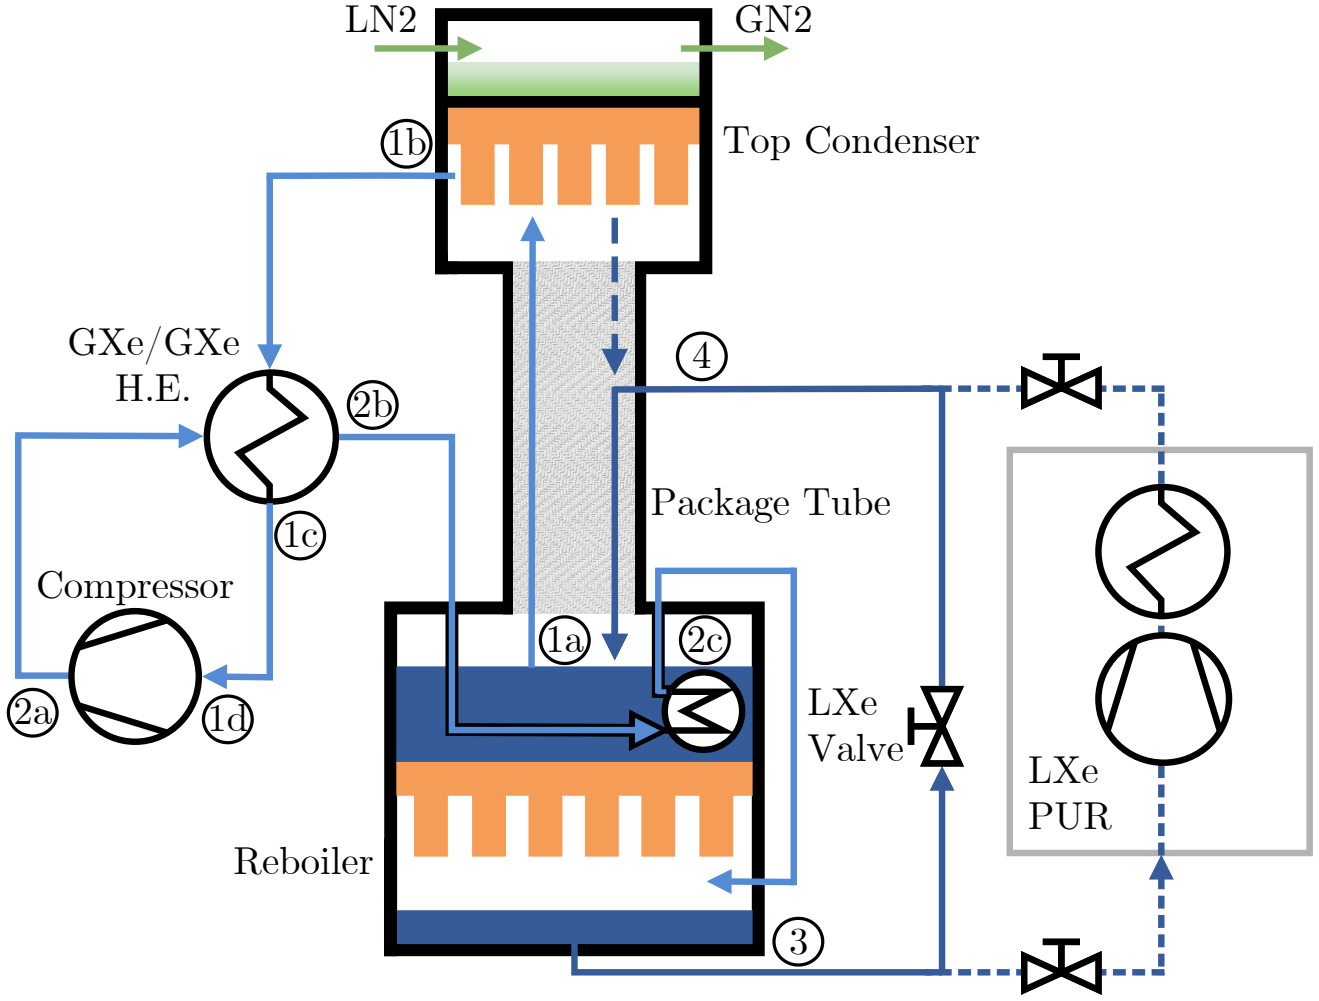 LN2
GN2
1b
Top Condenser
GXe/GXe
H.E.
4
2b
Package Tube
1c
Compressor
1a
2c
2a
1d
LXe
Valve
LXe
PUR
Reboiler
3